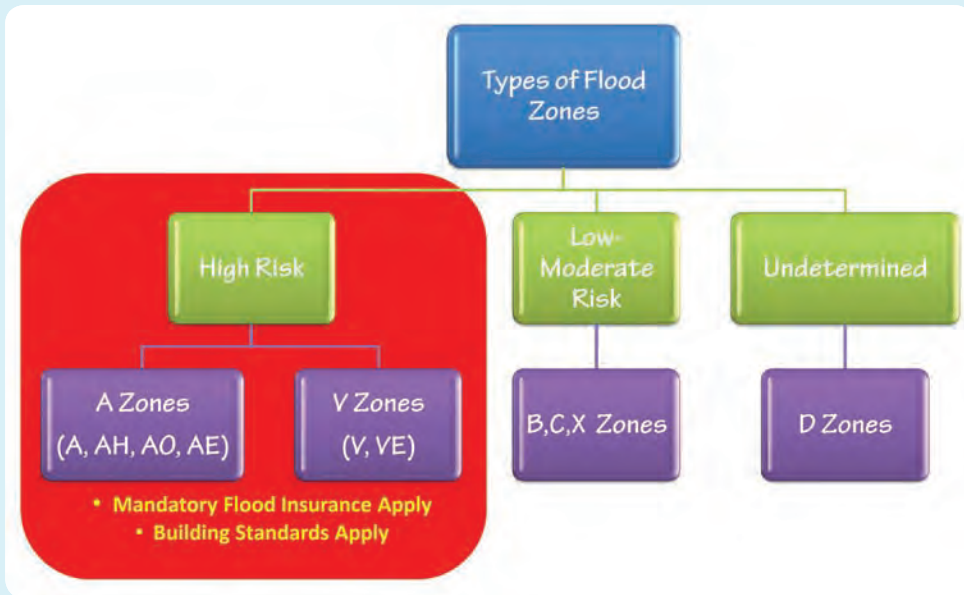 Types of Flood
Zones
High Risk
Low-
Moderate
Risk
Undetermined
A Zones
(A, AH, AO, AE)
V Zones
(V, VE)
B,C,X Zones
D Zones
• Mandatory Flood Insurance Apply
• Building Standards Apply